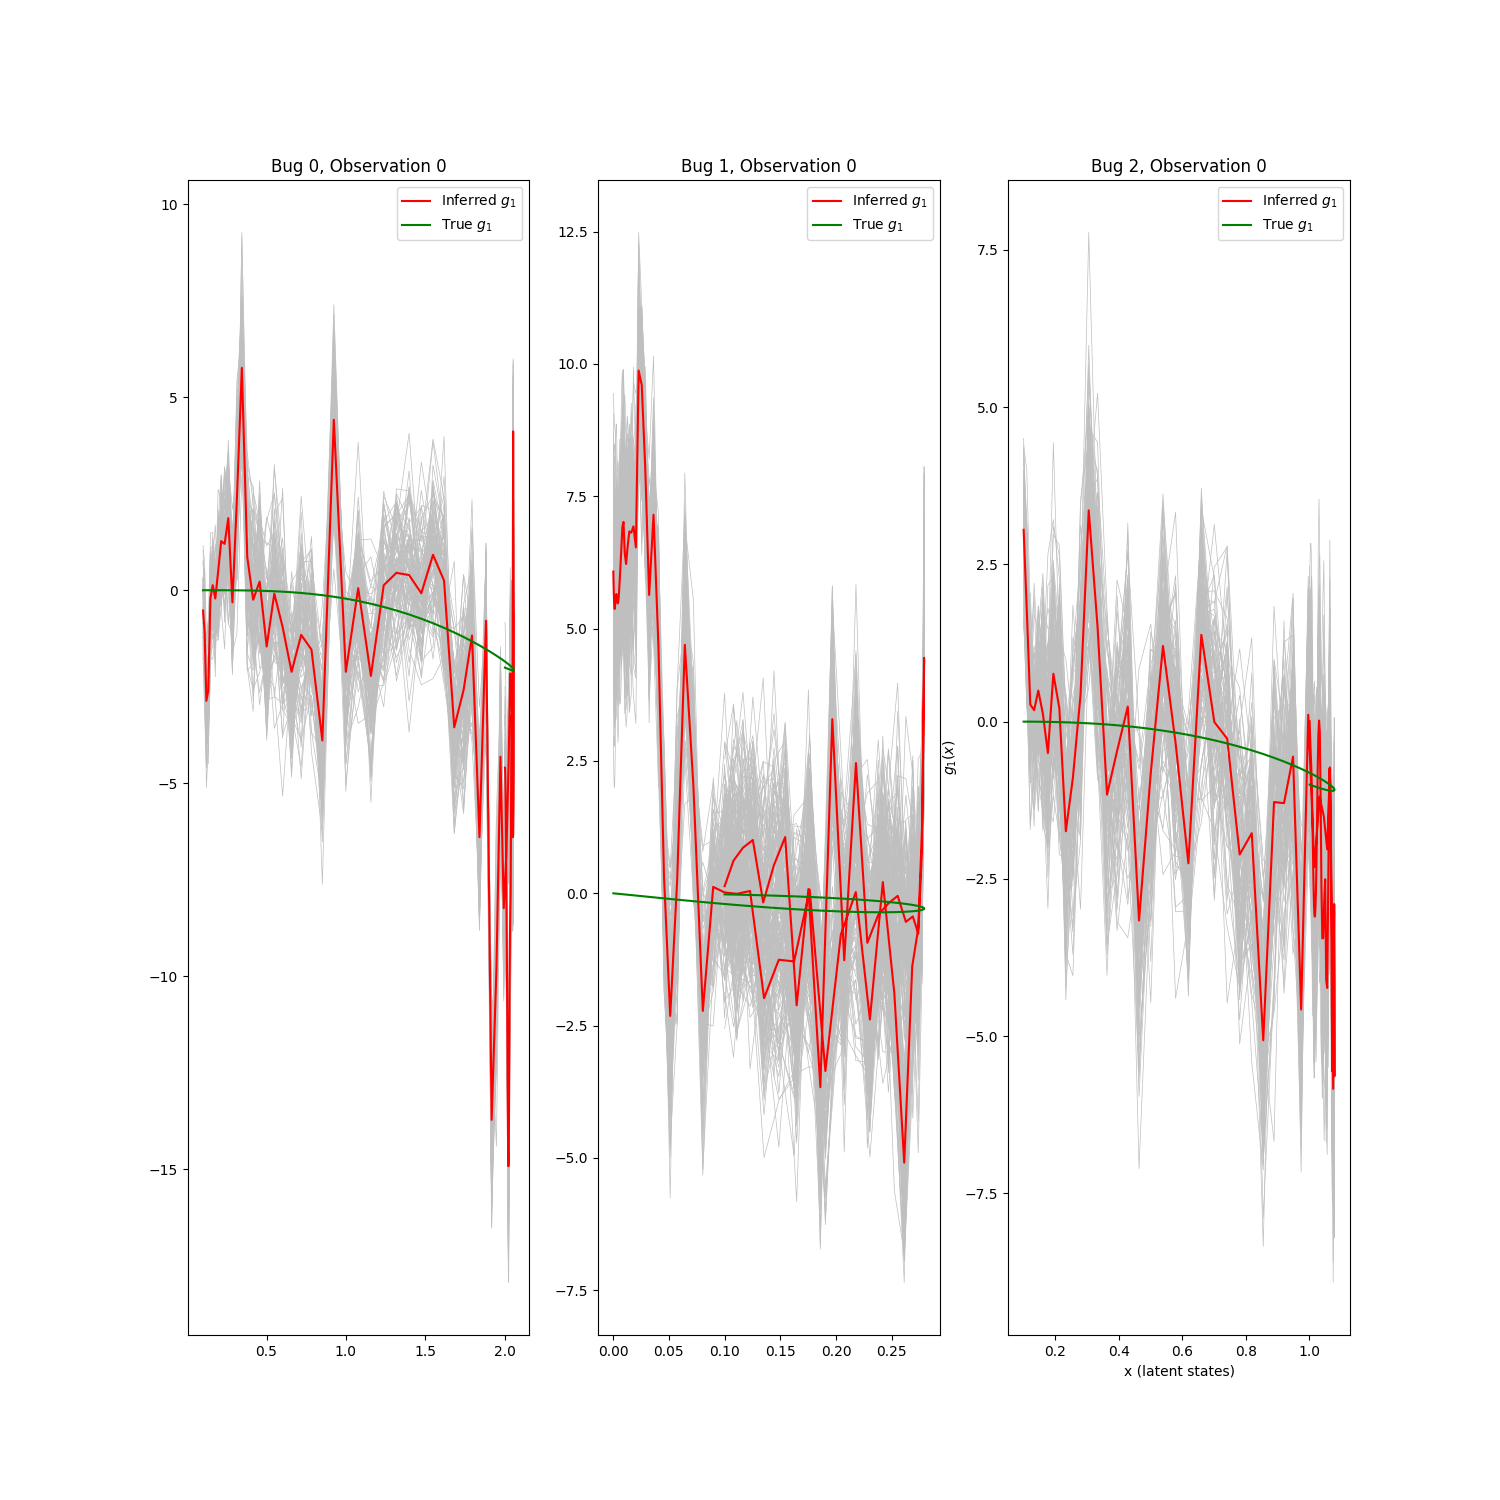 Bug 0, Observation 0
Inferred g₁
True g₁
10
5
0
−5
−10
−15
0.5 1.0 1.5 2.0
Bug 1, Observation 0
Inferred g₁
True g₁
12.5
10.0
7.5
5.0
2.5
0.0
−2.5
−5.0
−7.5
0.00 0.05 0.10 0.15 0.20 0.25
Bug 2, Observation 0
Inferred g₁
True g₁
g₁(x)
7.5
5.0
2.5
0.0
−2.5
−5.0
−7.5
0.2 0.4 0.6 0.8 1.0
x (latent states)